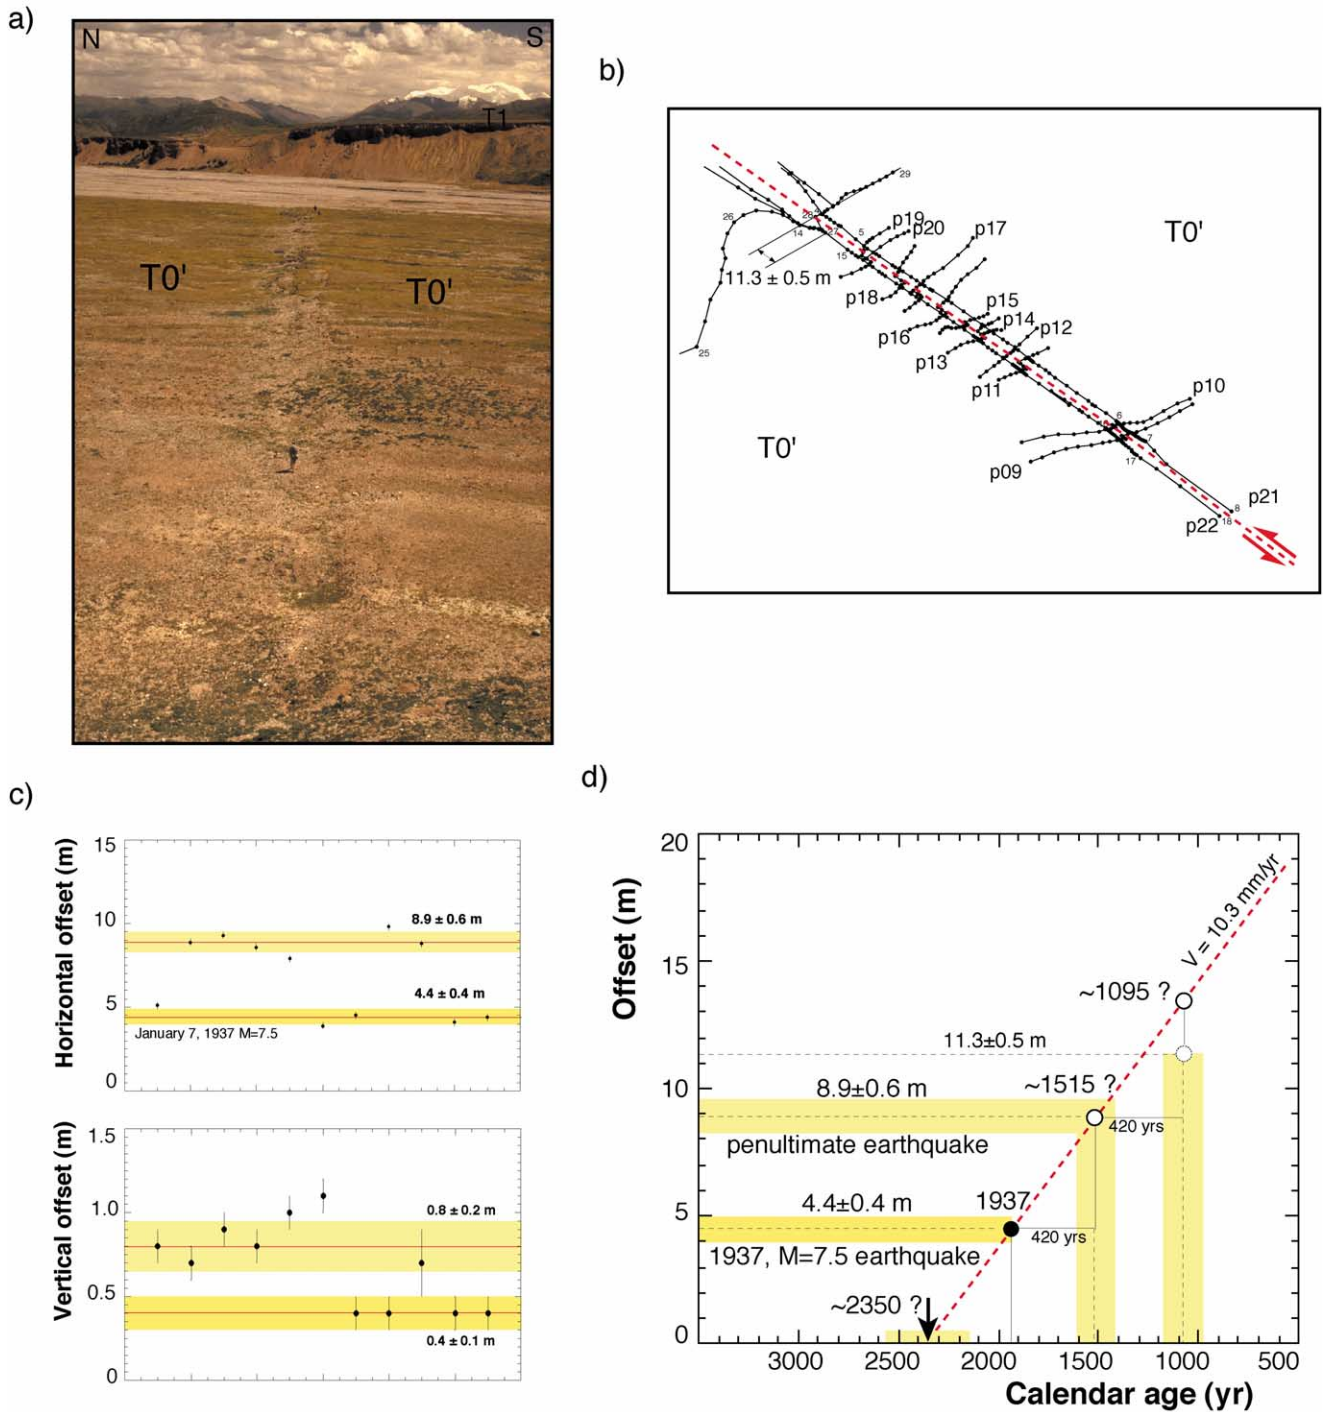 a)
N
S
T1
T0'
T0'
b)
29
28
26
27
14
5
15
p19
p20
p17
T0'
11.3 ± 0.5 m
p18
p15
p14
p16
p12
p13
25
p11
p10
6
7
T0'
17
p09
8
p21
p22
18
c)
Horizontal offset (m)
15
10
5
0
8.9 ± 0.6 m
4.4 ± 0.4 m
January 7, 1937 M=7.5
Vertical offset (m)
1.5
1.0
0.5
0
0.8 ± 0.2 m
0.4 ± 0.1 m
d)
Offset (m)
20
15
10
5
0
V = 10.3 mm/yr
~1095 ?
11.3±0.5 m
~1515 ?
8.9±0.6 m
420 yrs
penultimate earthquake
4.4±0.4 m
1937
420 yrs
1937, M=7.5 earthquake
~2350 ?
3000
2500
2000
1500
1000
500
Calendar age (yr)